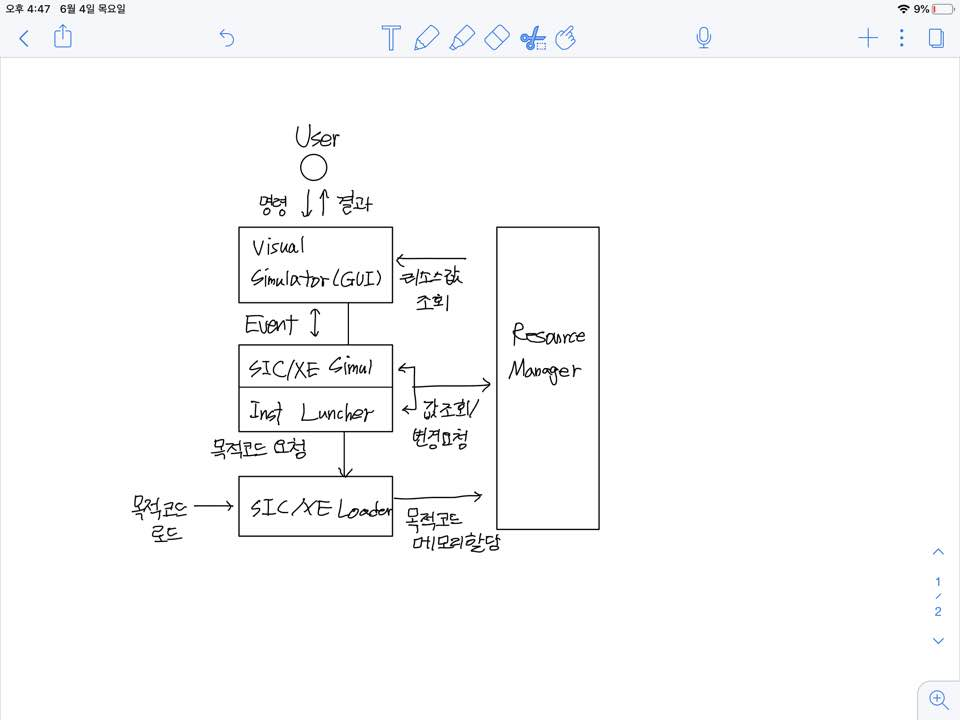 오후 4:47 6월 4일 목요일
9%
User
명령
결과
Visual
Simulator(GUI)
리소스값
조회
Event
Resource
Manager
SIC/XE Simul
Inst Luncher
값조회/
변경요청
목적코드 요청
목적코드
로드
SIC/XE Loader
목적코드
메모리할당
1
/
2